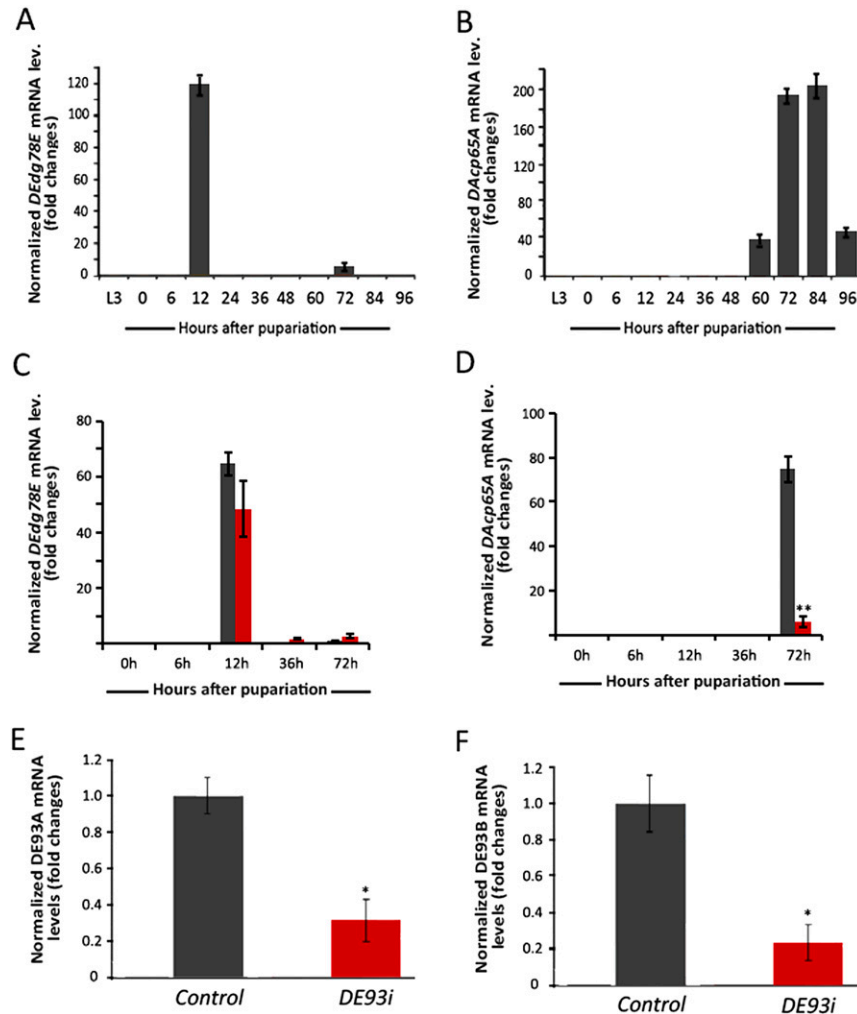 A
Normalized DEdg78E mRNA lev.
(fold changes)
120
100
80
60
40
20
0
L3 0 6 12 24 36 48 60 72 84 96
Hours after pupariation
B
Normalized DAcp65A mRNA lev.
(fold changes)
200
160
120
80
40
0
L3 0 6 12 24 36 48 60 72 84 96
Hours after pupariation
C
Normalized DEdg78E mRNA lev.
(fold changes)
80
60
40
20
0h 6h 12h 36h 72h
Hours after pupariation
D
Normalized DAcp65A mRNA lev.
(fold changes)
100
80
60
40
20
**
0h 6h 12h 36h 72h
Hours after pupariation
E
Normalized DE93A mRNA
levels (fold changes)
1.2
1.0
0.8
0.6
0.4
0.2
0
*
Control DE93i
F
Normalized DE93B mRNA
levels (fold changes)
1.2
1.0
0.8
0.6
0.4
0.2
0
*
Control DE93i